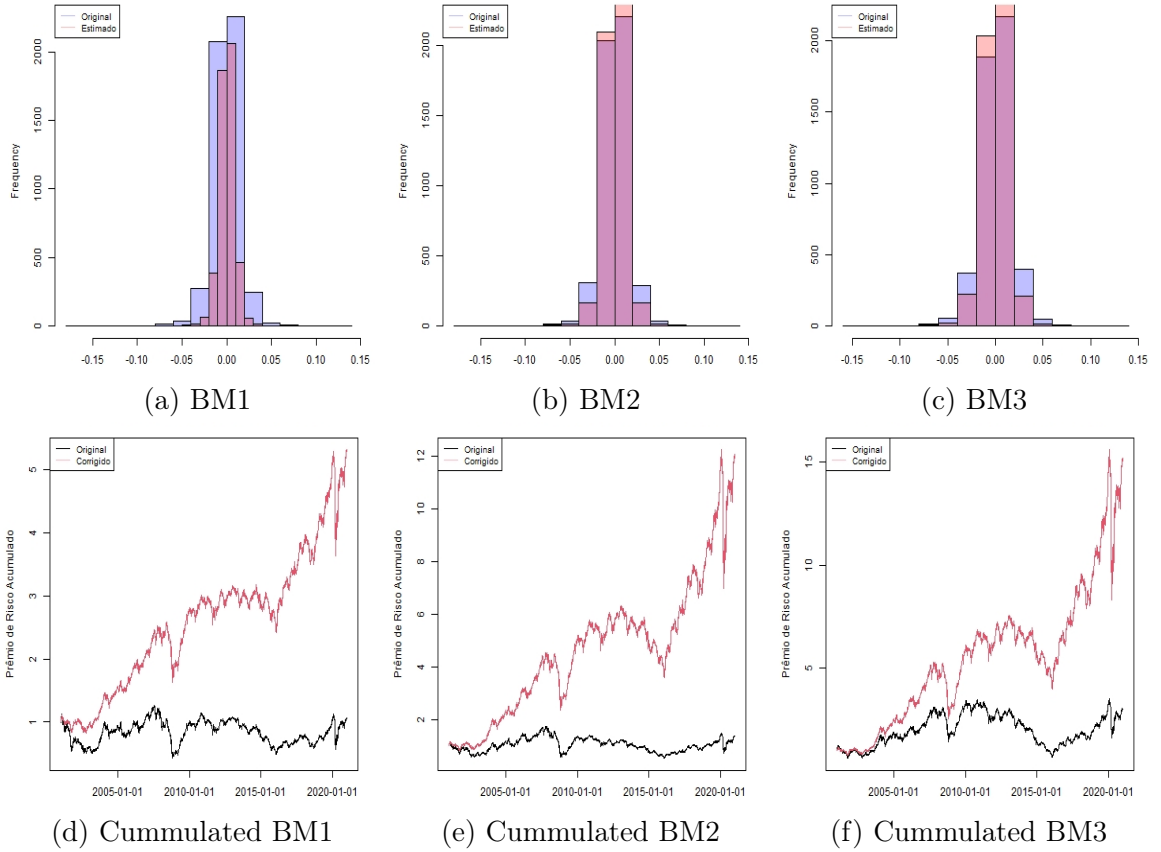 Original
Estimado
Frequency
0
500
1000
1500
2000
-0.15
-0.05
0.00
0.05
0.10
0.15
(a) BM1
Original
Estimado
Frequency
0
500
1000
1500
2000
-0.15
-0.05
0.00
0.05
0.10
0.15
(b) BM2
Original
Estimado
Frequency
0
500
1000
1500
2000
-0.15
-0.05
0.00
0.05
0.10
0.15
(c) BM3
Original
Corrigido
Prêmio de Risco Acumulado
1
2
3
4
5
2005-01-01
2010-01-01
2015-01-01
2020-01-01
(d) Cummulated BM1
Original
Corrigido
Prêmio de Risco Acumulado
2
4
6
8
10
12
2005-01-01
2010-01-01
2015-01-01
2020-01-01
(e) Cummulated BM2
Original
Corrigido
Prêmio de Risco Acumulado
5
10
15
2005-01-01
2010-01-01
2015-01-01
2020-01-01
(f) Cummulated BM3